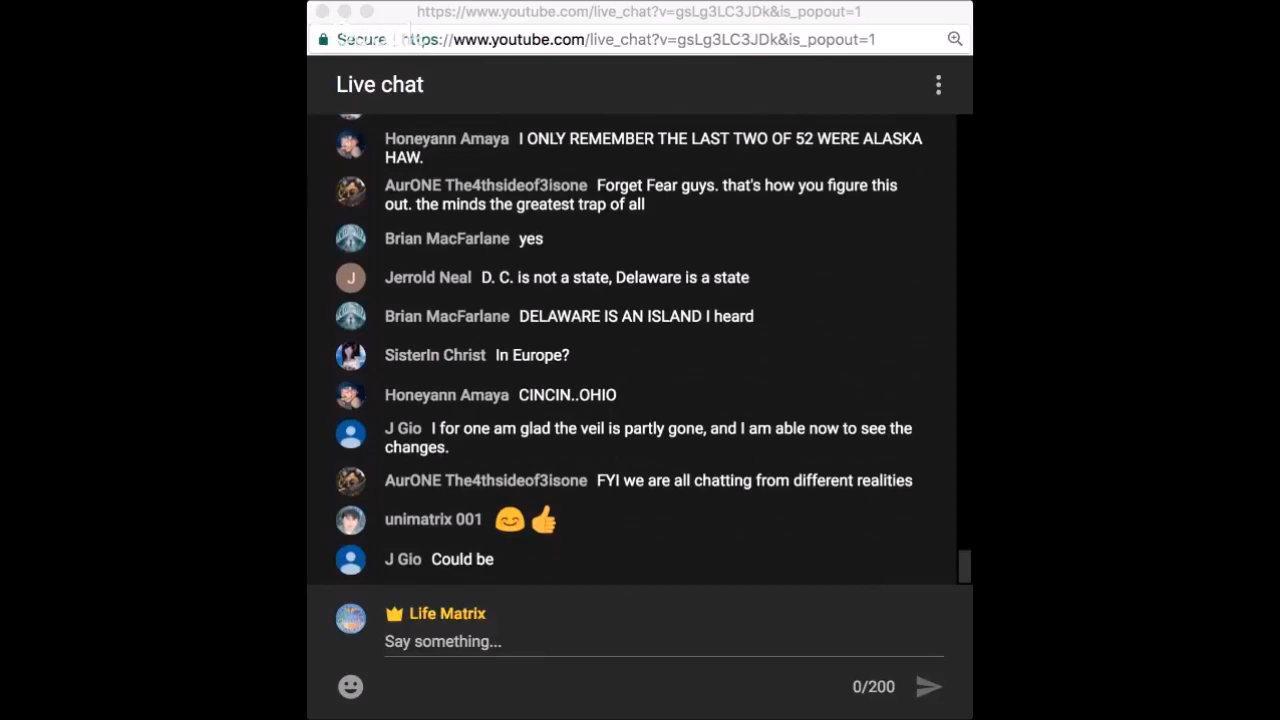 https://www.youtube.com/live_chat?v=gsLg3LC3JDk&is_popout=1
Secure https://www.youtube.com/live_chat?v=gsLg3LC3JDk&is_popout=1
Live chat
Honeyann Amaya I ONLY REMEMBER THE LAST TWO OF 52 WERE ALASKA
HAW.
AurONE The4thsideof3isone Forget Fear guys. that's how you figure this
out. the minds the greatest trap of all
Brian MacFarlane yes
J Jerrold Neal D. C. is not a state, Delaware is a state
Brian MacFarlane DELAWARE IS AN ISLAND I heard
SisterIn Christ In Europe?
Honeyann Amaya CINCIN..OHIO
J Gio I for one am glad the veil is partly gone, and I am able now to see the
changes.
AurONE The4thsideof3isone FYI we are all chatting from different realities
unimatrix 001 😊👍
J Gio Could be
Life Matrix
Say something...
0/200